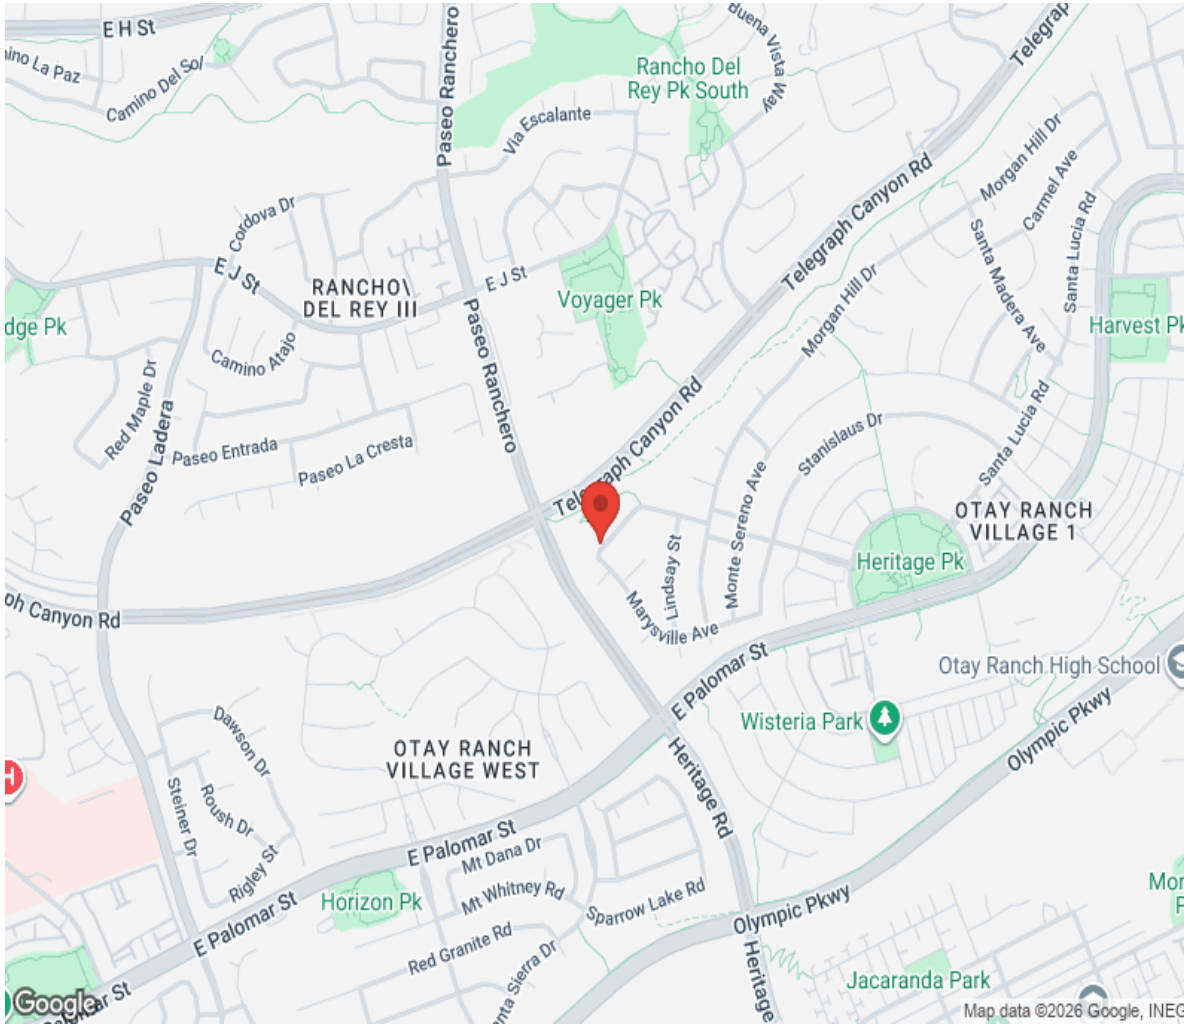 E H St
Camino Del Sol
Paseo Ranchero
Via Escalante
Rancho Del
Rey Pk South
Buena Vista Way
Telegraph Canyon Rd
Morgan Hill Dr
Carmel Ave
Santa Lucia Rd
Santa Madera Ave
Cordova Dr
E J St
RANCHO\
DEL REY III
E J St
Voyager Pk
Harvest Pk
dge Pk
Camino Atajo
Paseo Ranchero
Morgan Hill Dr
Red Maple Dr
Paseo Ladera
Paseo Entrada
Paseo La Cresta
Telegraph Canyon Rd
Stanislaus Dr
Santa Lucia Rd
Monte Sereno Ave
Lindsay St
Marysville Ave
OTAY RANCH
VILLAGE 1
Heritage Pk
ph Canyon Rd
E Palomar St
Otay Ranch High School
Wisteria Park
Olympic Pkwy
Dawson Dr
OTAY RANCH
VILLAGE WEST
Heritage Rd
Steiner Dr
Roush Dr
Rigley St
E Palomar St
Mt Dana Dr
Mt Whitney Rd
Horizon Pk
E Palomar St
Sparrow Lake Rd
Olympic Pkwy
Red Granite Rd
nta Sierra Dr
Heritage
Jacaranda Park
Palomar St
Google
Map data ©2026 Google, INEG